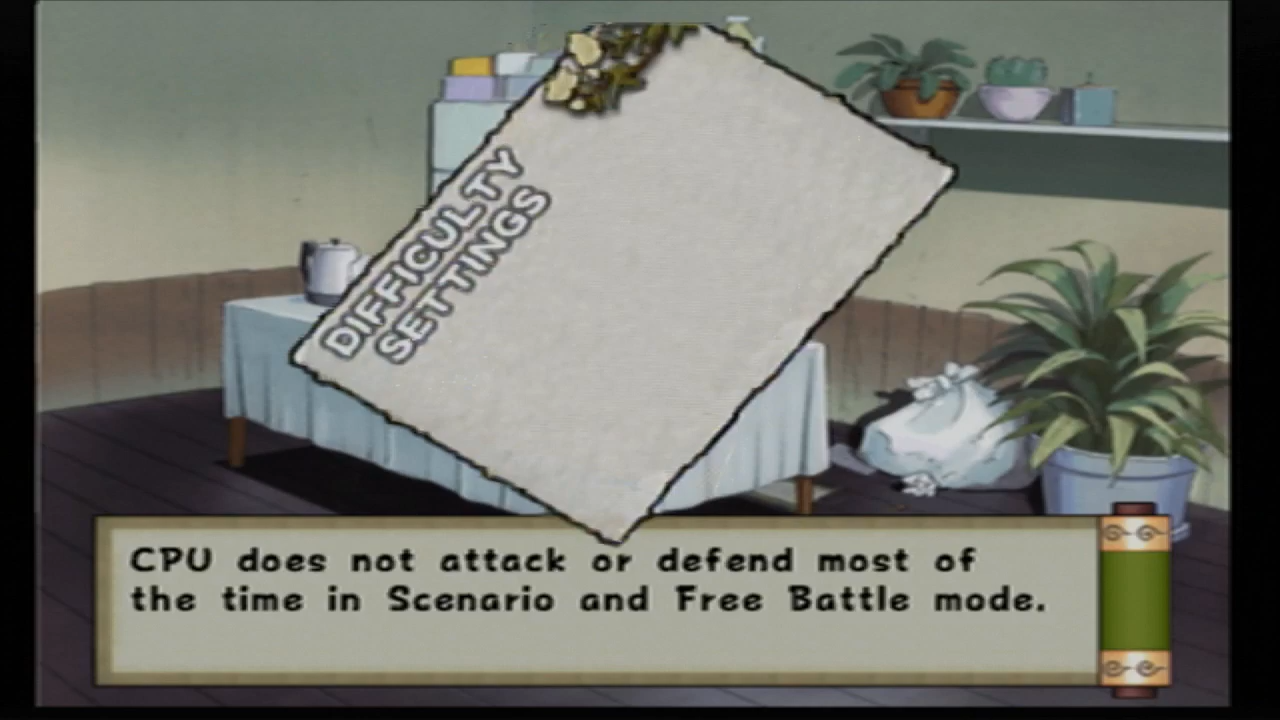 DIFFICULTY
SETTINGS
CPU does not attack or defend most of
the time in Scenario and Free Battle mode.